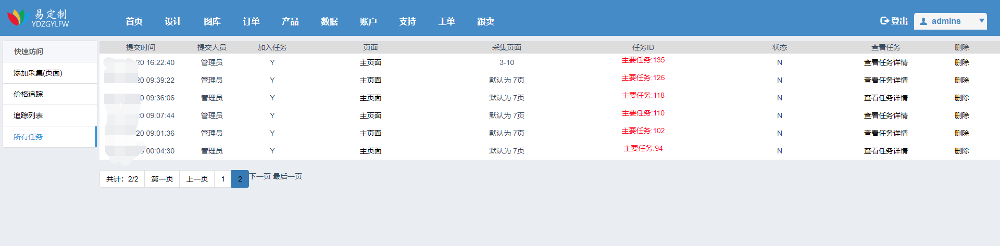 易定制
YDZGYLFW
首页 设计 图库 订单 产品 数据 账户 支持 工单 跟卖 登出 admins
快速访问
添加采集(页面)
价格追踪
追踪列表
所有任务
提交时间 提交人员 加入任务 页面 采集页面 任务ID 状态 查看任务 删除
20 16:22:40 管理员 Y 主页面 3-10 主要任务:135 N 查看任务详情 删除
20 09:39:22 管理员 Y 主页面 默认为 7页 主要任务:126 N 查看任务详情 删除
0 09:36:06 管理员 Y 主页面 默认为 7页 主要任务:118 N 查看任务详情 删除
0 09:07:44 管理员 Y 主页面 默认为 7页 主要任务:110 N 查看任务详情 删除
20 09:01:36 管理员 Y 主页面 默认为 7页 主要任务:102 N 查看任务详情 删除
00:04:30 管理员 Y 主页面 默认为 7页 主要任务:94 N 查看任务详情 删除
共计：2/2 第一页 上一页 1 2 下一页 最后一页